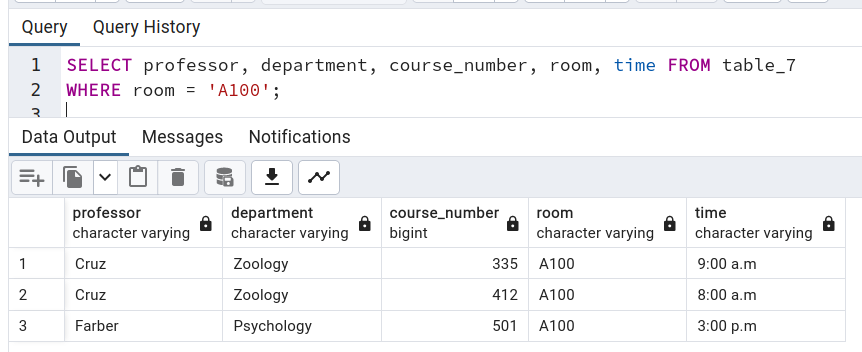 Query Query History
1 SELECT professor, department, course_number, room, time FROM table_7
2 WHERE room = 'A100';
3
Data Output Messages Notifications
professor department course_number room time
character varying character varying bigint character varying character varying
1 Cruz Zoology 335 A100 9:00 a.m
2 Cruz Zoology 412 A100 8:00 a.m
3 Farber Psychology 501 A100 3:00 p.m